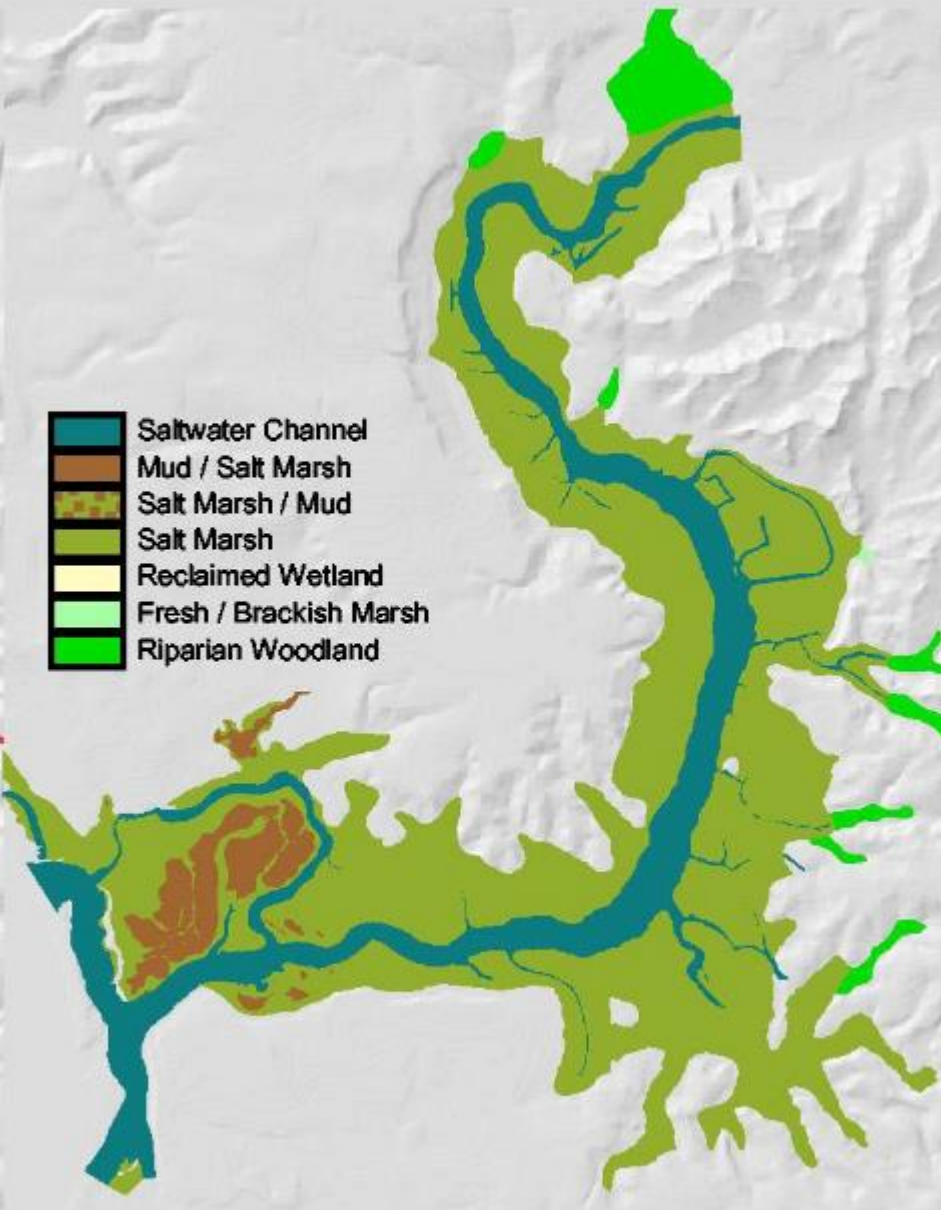 Saltwater Channel
Mud / Salt Marsh
Salt Marsh / Mud
Salt Marsh
Reclaimed Wetland
Fresh / Brackish Marsh
Riparian Woodland